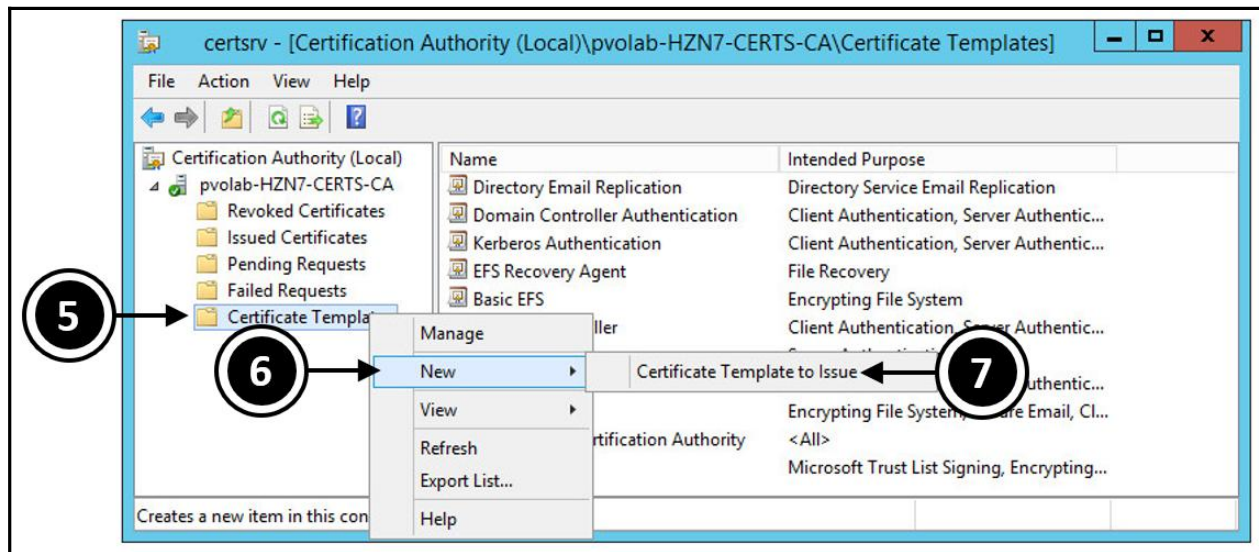 certsrv - [Certification Authority (Local)\pvolab-HZN7-CERTS-CA\Certificate Templates]
File Action View Help
Certification Authority (Local)
pvolab-HZN7-CERTS-CA
Revoked Certificates
Issued Certificates
Pending Requests
Failed Requests
Certificate Templat
Name Intended Purpose
Directory Email Replication Directory Service Email Replication
Domain Controller Authentication Client Authentication, Server Authentic...
Kerberos Authentication Client Authentication, Server Authentic...
EFS Recovery Agent File Recovery
Basic EFS Encrypting File System
ller Client Authentication, Server Authentic...
uthentic...
Encrypting File System, Email, Cl...
rtification Authority <All>
Microsoft Trust List Signing, Encrypting...
5
Manage
6
New
Certificate Template to Issue
7
View
Refresh
Export List...
Help
Creates a new item in this con